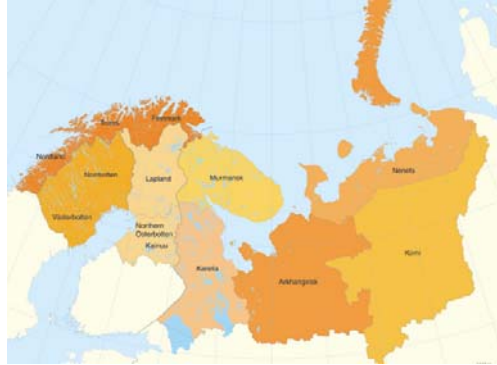 Finnmark
Troms
Nordland
Norrbotten
Lapland
Murmansk
Nenets
Västerbotten
Northern
Österbotten
Kainuu
Karelia
Komi
Arkhangelsk